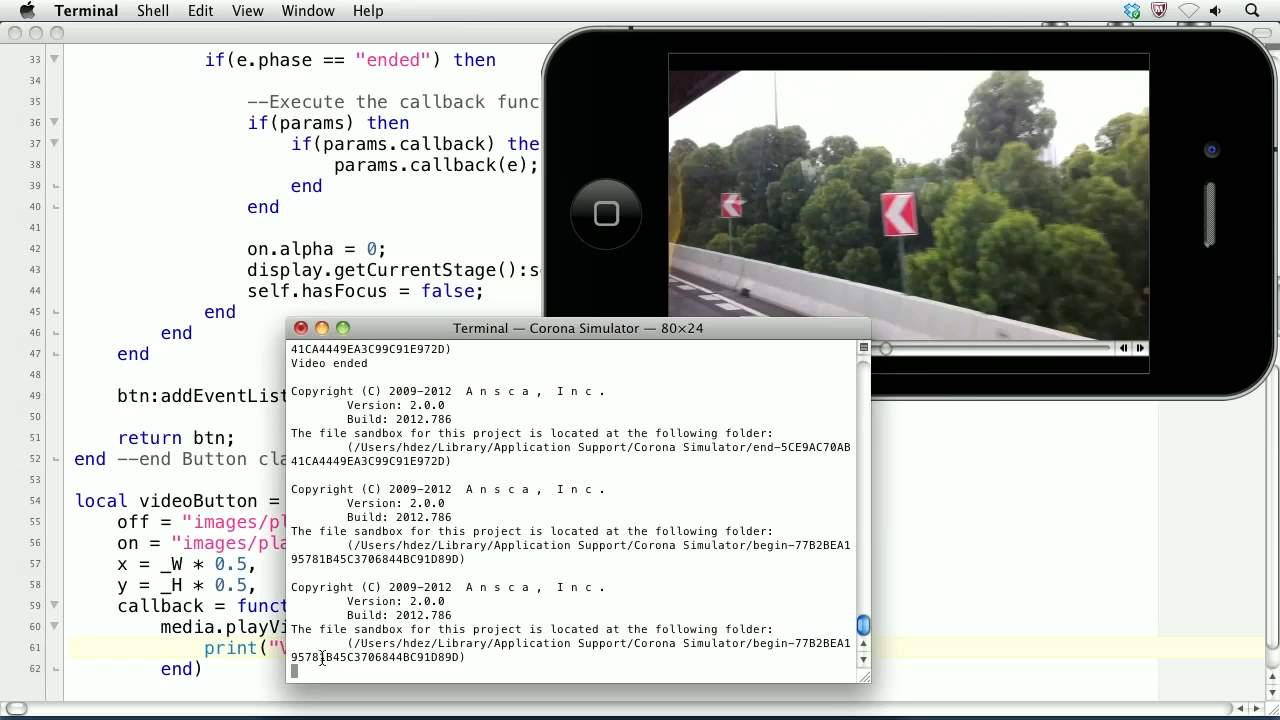 Terminal Shell Edit View Window Help
33 if(e.phase == "ended") then
34
35 --Execute the callback func
36 if(params) then
37 if(params.callback) the
38 params.callback(e);
39 end
40 end
41
42 on.alpha = 0;
43 display.getCurrentStage():s
44 self.hasFocus = false;
45 end
46 end
47 end
48
49 btn:addEventList
50
51 return btn;
52 end --end Button cla
53
54 local videoButton =
55 off = "images/pl
56 on = "images/pla
57 x = _W * 0.5,
58 y = _H * 0.5,
59 callback = funct
60 media.playVi
61 print("V
62 end)
Terminal — Corona Simulator — 80×24
41CA4449EA3C99C91E972D)
Video ended
Copyright (C) 2009-2012 A n s c a , I n c .
Version: 2.0.0
Build: 2012.786
The file sandbox for this project is located at the following folder:
(/Users/hdez/Library/Application Support/Corona Simulator/end-5CE9AC70AB
41CA4449EA3C99C91E972D)
Copyright (C) 2009-2012 A n s c a , I n c .
Version: 2.0.0
Build: 2012.786
The file sandbox for this project is located at the following folder:
(/Users/hdez/Library/Application Support/Corona Simulator/begin-77B2BEA1
95781B45C3706844BC91D89D)
Copyright (C) 2009-2012 A n s c a , I n c .
Version: 2.0.0
Build: 2012.786
The file sandbox for this project is located at the following folder:
(/Users/hdez/Library/Application Support/Corona Simulator/begin-77B2BEA1
95781B45C3706844BC91D89D)